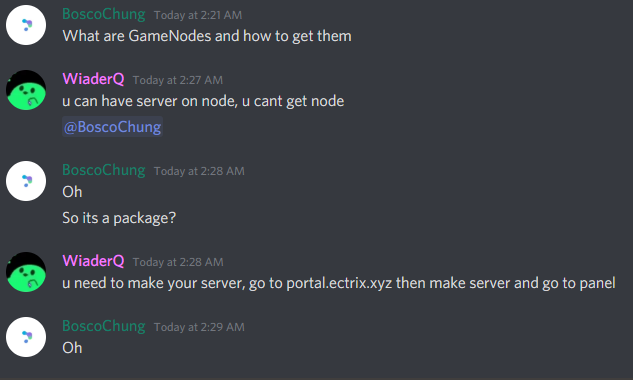 BoscoChung Today at 2:21 AM
What are GameNodes and how to get them
WiaderQ Today at 2:27 AM
u can have server on node, u cant get node
@BoscoChung
BoscoChung Today at 2:28 AM
Oh
So its a package?
WiaderQ Today at 2:28 AM
u need to make your server, go to portal.ectrix.xyz then make server and go to panel
BoscoChung Today at 2:29 AM
Oh